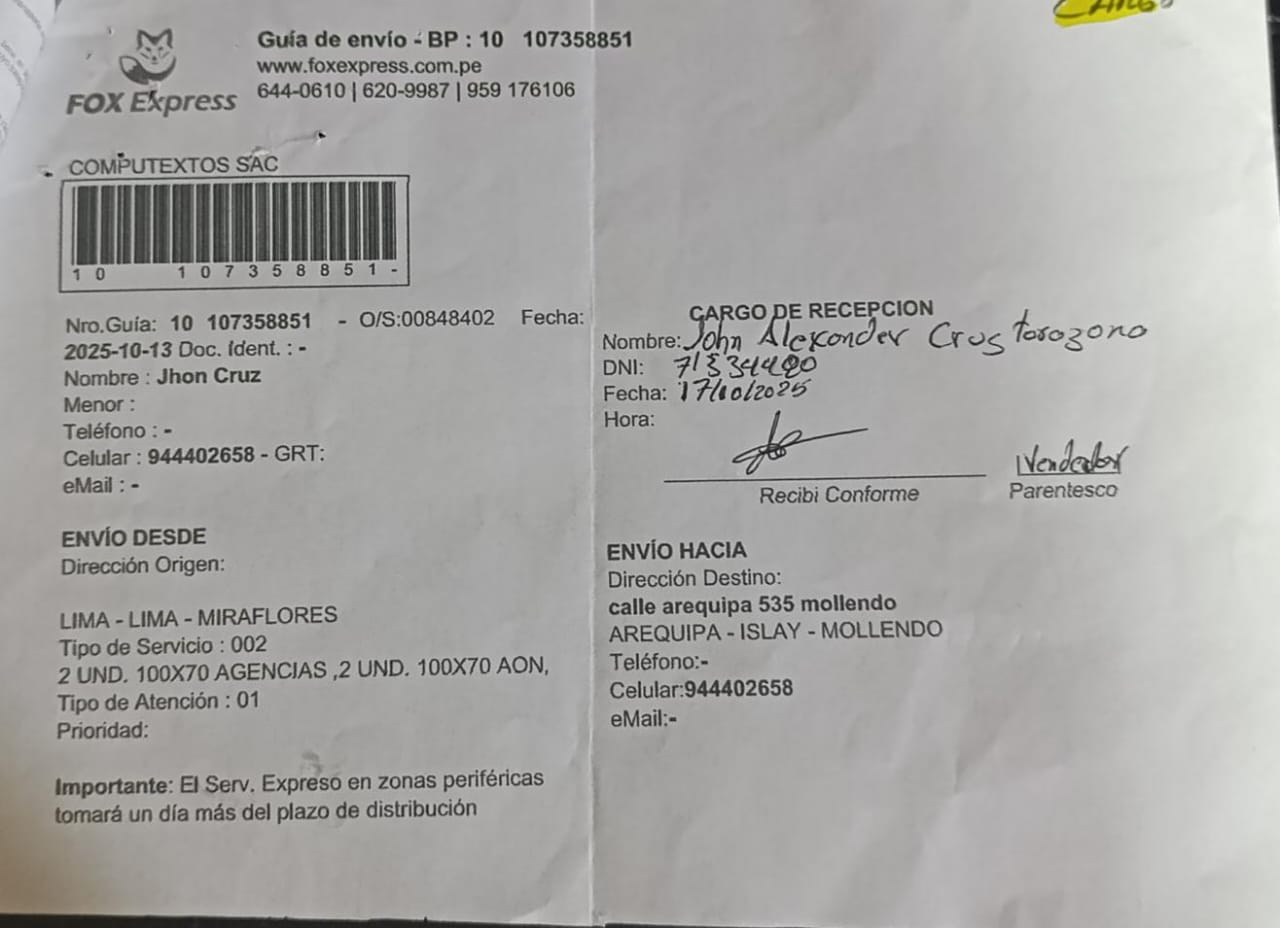 CARGO
Guía de envío - BP : 10 107358851
www.foxexpress.com.pe
644-0610 | 620-9987 | 959 176106
FOX Express
COMPUTEXTOS SAC
10 107358851-
Nro.Guía: 10 107358851 - O/S:00848402 Fecha:
2025-10-13 Doc. Ident. : -
Nombre : Jhon Cruz
Menor :
Teléfono : -
Celular : 944402658 - GRT:
eMail : -
ENVÍO DESDE
Dirección Origen:
LIMA - LIMA - MIRAFLORES
Tipo de Servicio : 002
2 UND. 100X70 AGENCIAS ,2 UND. 100X70 AON,
Tipo de Atención : 01
Prioridad:
Importante: El Serv. Expreso en zonas periféricas
tomará un día más del plazo de distribución
CARGO DE RECEPCION
Nombre: John Alexander Crus
DNI:
Fecha: 17/10/2025
Hora:
Recibi Conforme
Vendedor
Parentesco
ENVÍO HACIA
Dirección Destino:
calle arequipa 535 mollendo
AREQUIPA - ISLAY - MOLLENDO
Teléfono:-
Celular:944402658
eMail:-